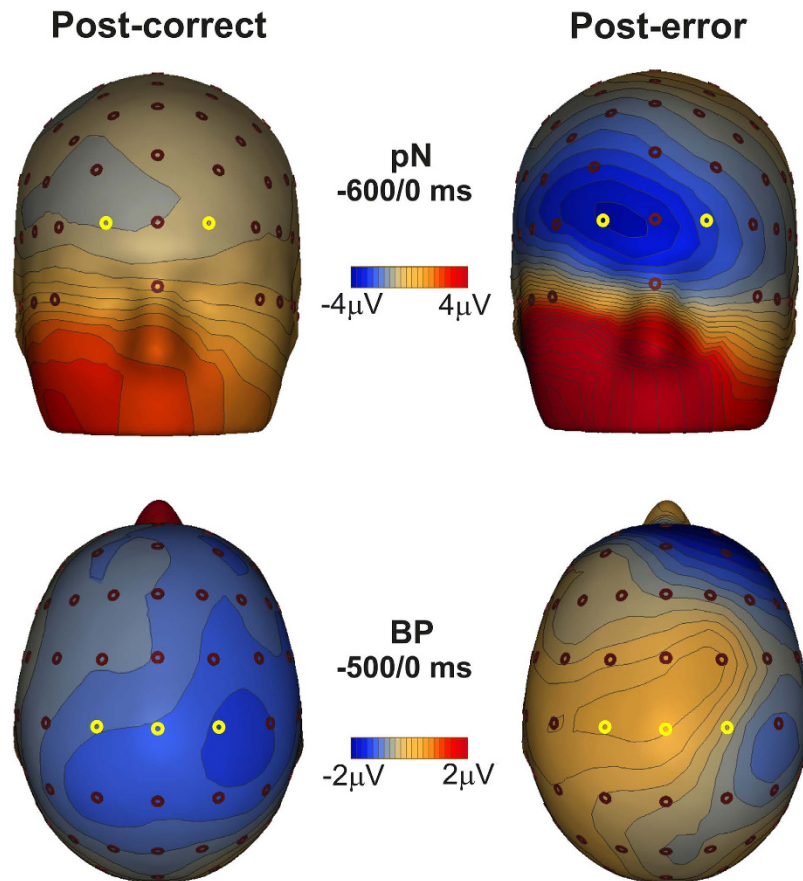 Post-correct
Post-error
pN
-600/0 ms
-4μV
4μV
BP
-500/0 ms
-2μV
2μV